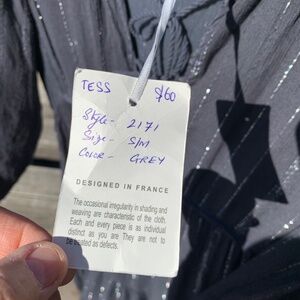 TESS $60
Style- 2171
Size- S/M
Color- GREY
DESIGNED IN FRANCE
The occasional irregularity in shading and
weaving are characteristic of the cloth.
Each and every piece is as individual
distinct as you are They are not to
be treated as defects.